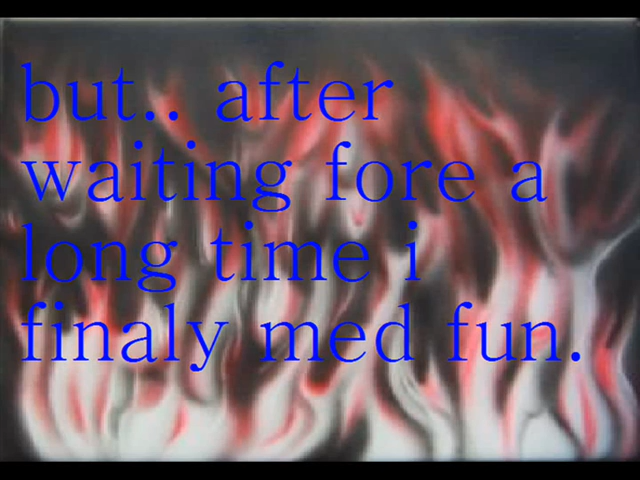 but.. after
waiting fore a
long time i
finaly med fun.